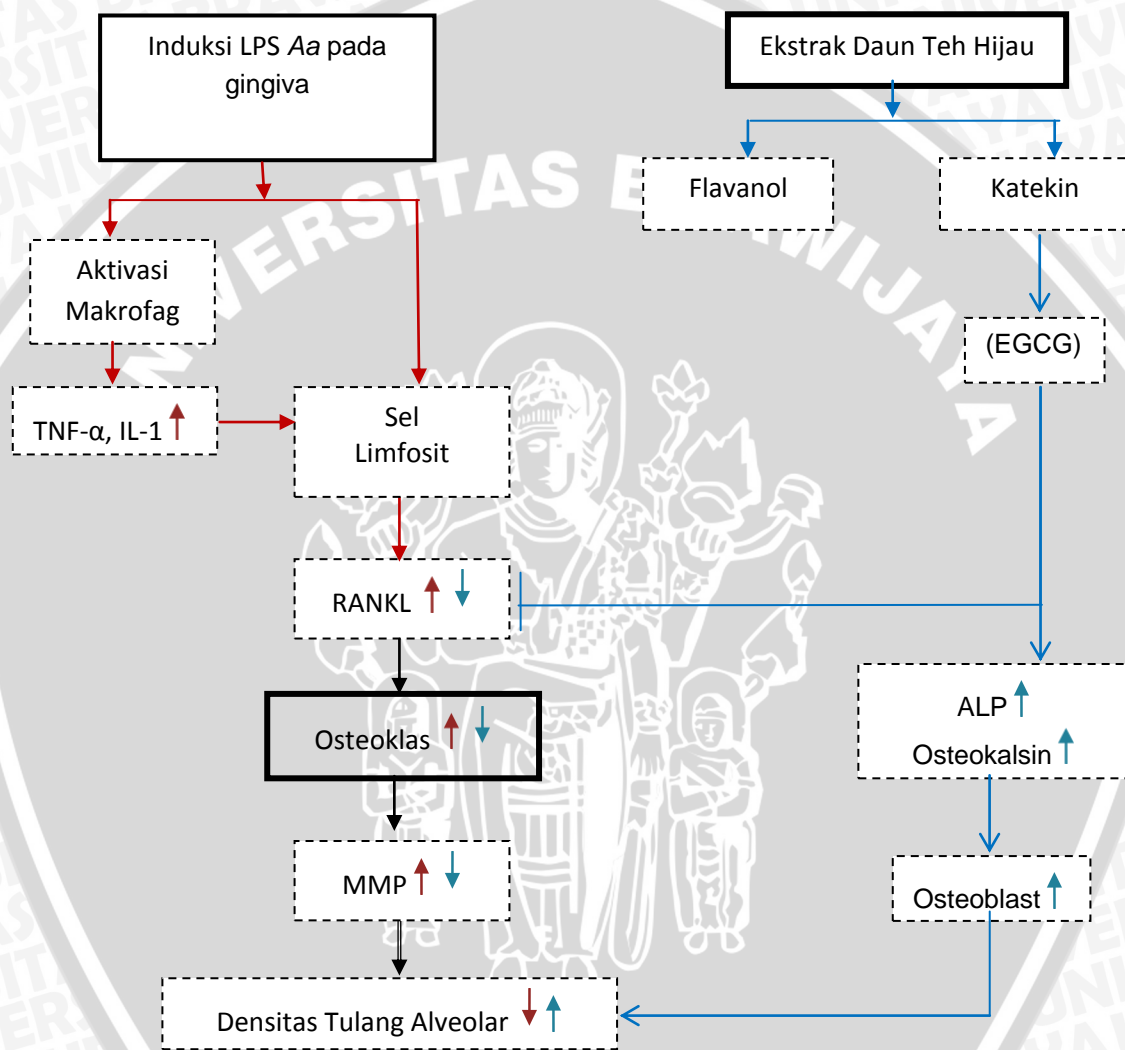 Induksi LPS Aa pada
gingiva
Ekstrak Daun Teh Hijau
Flavanol
Katekin
Aktivasi
Makrofag
(EGCG)
TNF-α, IL-1 ↑
Sel
Limfosit
RANKL ↑ ↓
ALP ↑
Osteokalsin ↑
Osteoklas ↑ ↓
MMP ↑ ↓
Osteoblast ↑
Densitas Tulang Alveolar ↓ ↑